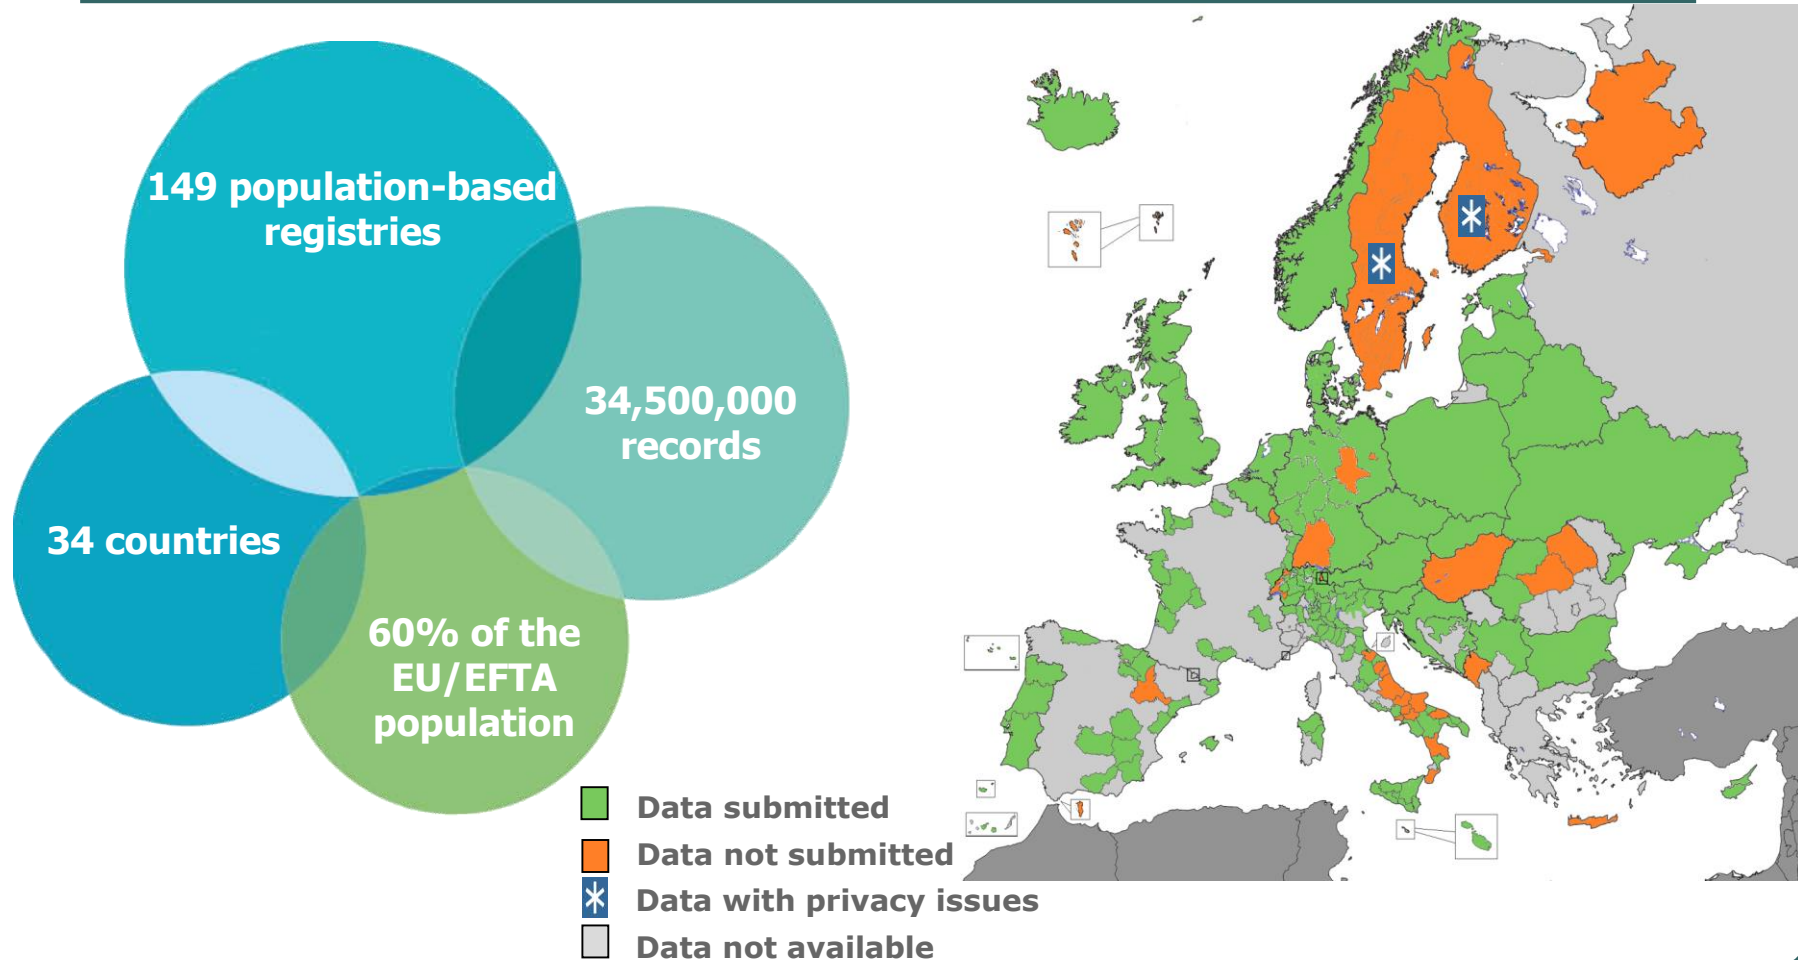 149 population-based
registries
34,500,000
records
34 countries
60% of the
EU/EFTA
population
Data submitted
Data not submitted
Data with privacy issues
Data not available